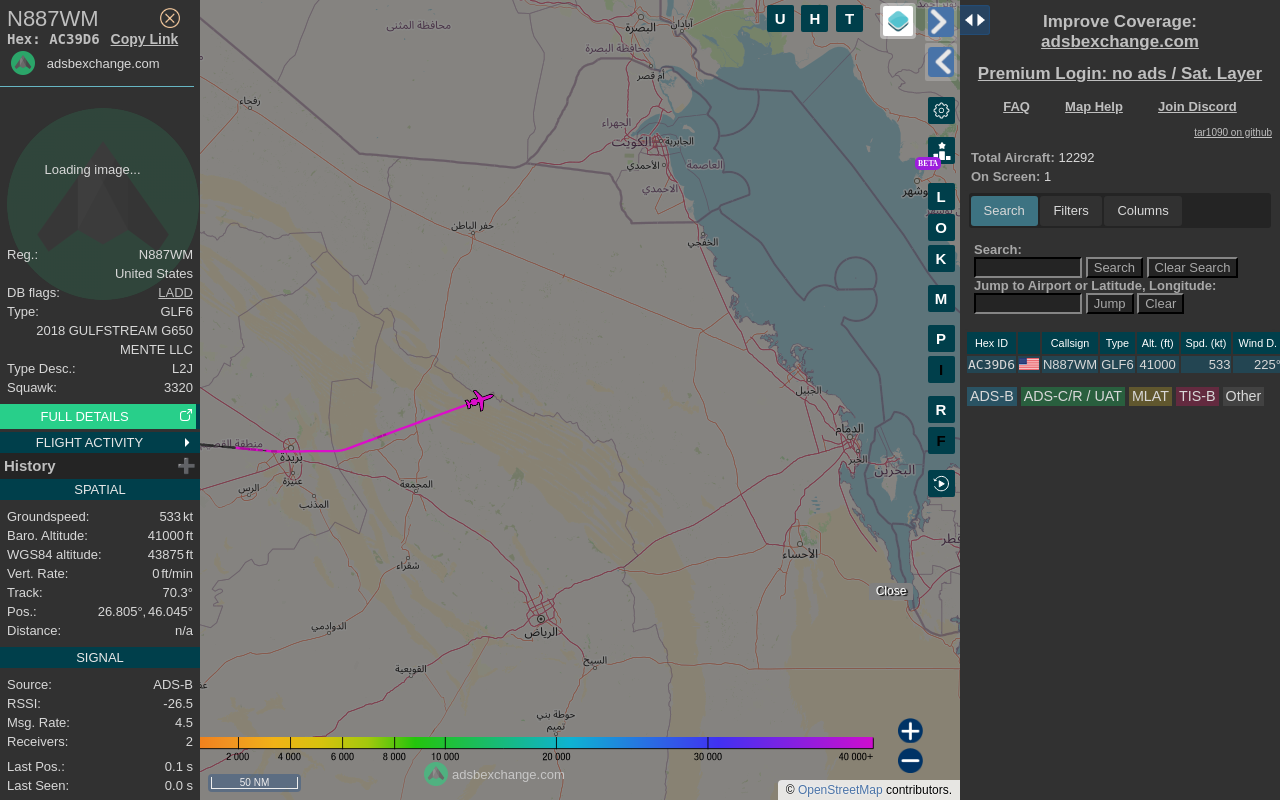 N887WM
Hex: AC39D6 Copy Link
adsbexchange.com
Loading image...
Reg.: N887WM
United States
DB flags: LADD
Type: GLF6
2018 GULFSTREAM G650
MENTE LLC
Type Desc.: L2J
Squawk: 3320
FULL DETAILS
FLIGHT ACTIVITY
History
SPATIAL
Groundspeed: 533 kt
Baro. Altitude: 41000 ft
WGS84 altitude: 43875 ft
Vert. Rate: 0 ft/min
Track: 70.3°
Pos.: 26.805°, 46.045°
Distance: n/a
SIGNAL
Source: ADS-B
RSSI: -26.5
Msg. Rate: 4.5
Receivers: 2
Last Pos.: 0.1 s
Last Seen: 0.0 s
محافظة المثنى
البصرة
آبادان
محافظة البصرة
أم قصر
رفحاء
الجهراء
الكويت
الجابرية
العاصمة
الأحمدي
الاحمدي
حفر الباطن
الخفجي
بوشهر
الجبيل
الدمام
الخبر
البحرين
قطر
بريدة
عنيزة
الرس
المذنب
المجمعة
شقراء
الأحساء
الدوادمي
الرياض
القويعية
السيح
حوطة بني
تميم
U H T
BETA
L
O
K
M
P
I
R
F
Close
2 000 4 000 6 000 8 000 10 000 20 000 30 000 40 000+
adsbexchange.com
50 NM
© OpenStreetMap contributors.
Improve Coverage:
adsbexchange.com
Premium Login: no ads / Sat. Layer
FAQ Map Help Join Discord
tar1090 on github
Total Aircraft: 12292
On Screen: 1
Search Filters Columns
Search:
Search Clear Search
Jump to Airport or Latitude, Longitude:
Jump Clear
Hex ID Callsign Type Alt. (ft) Spd. (kt) Wind D.
AC39D6 N887WM GLF6 41000 533 225°
ADS-B ADS-C/R / UAT MLAT TIS-B Other